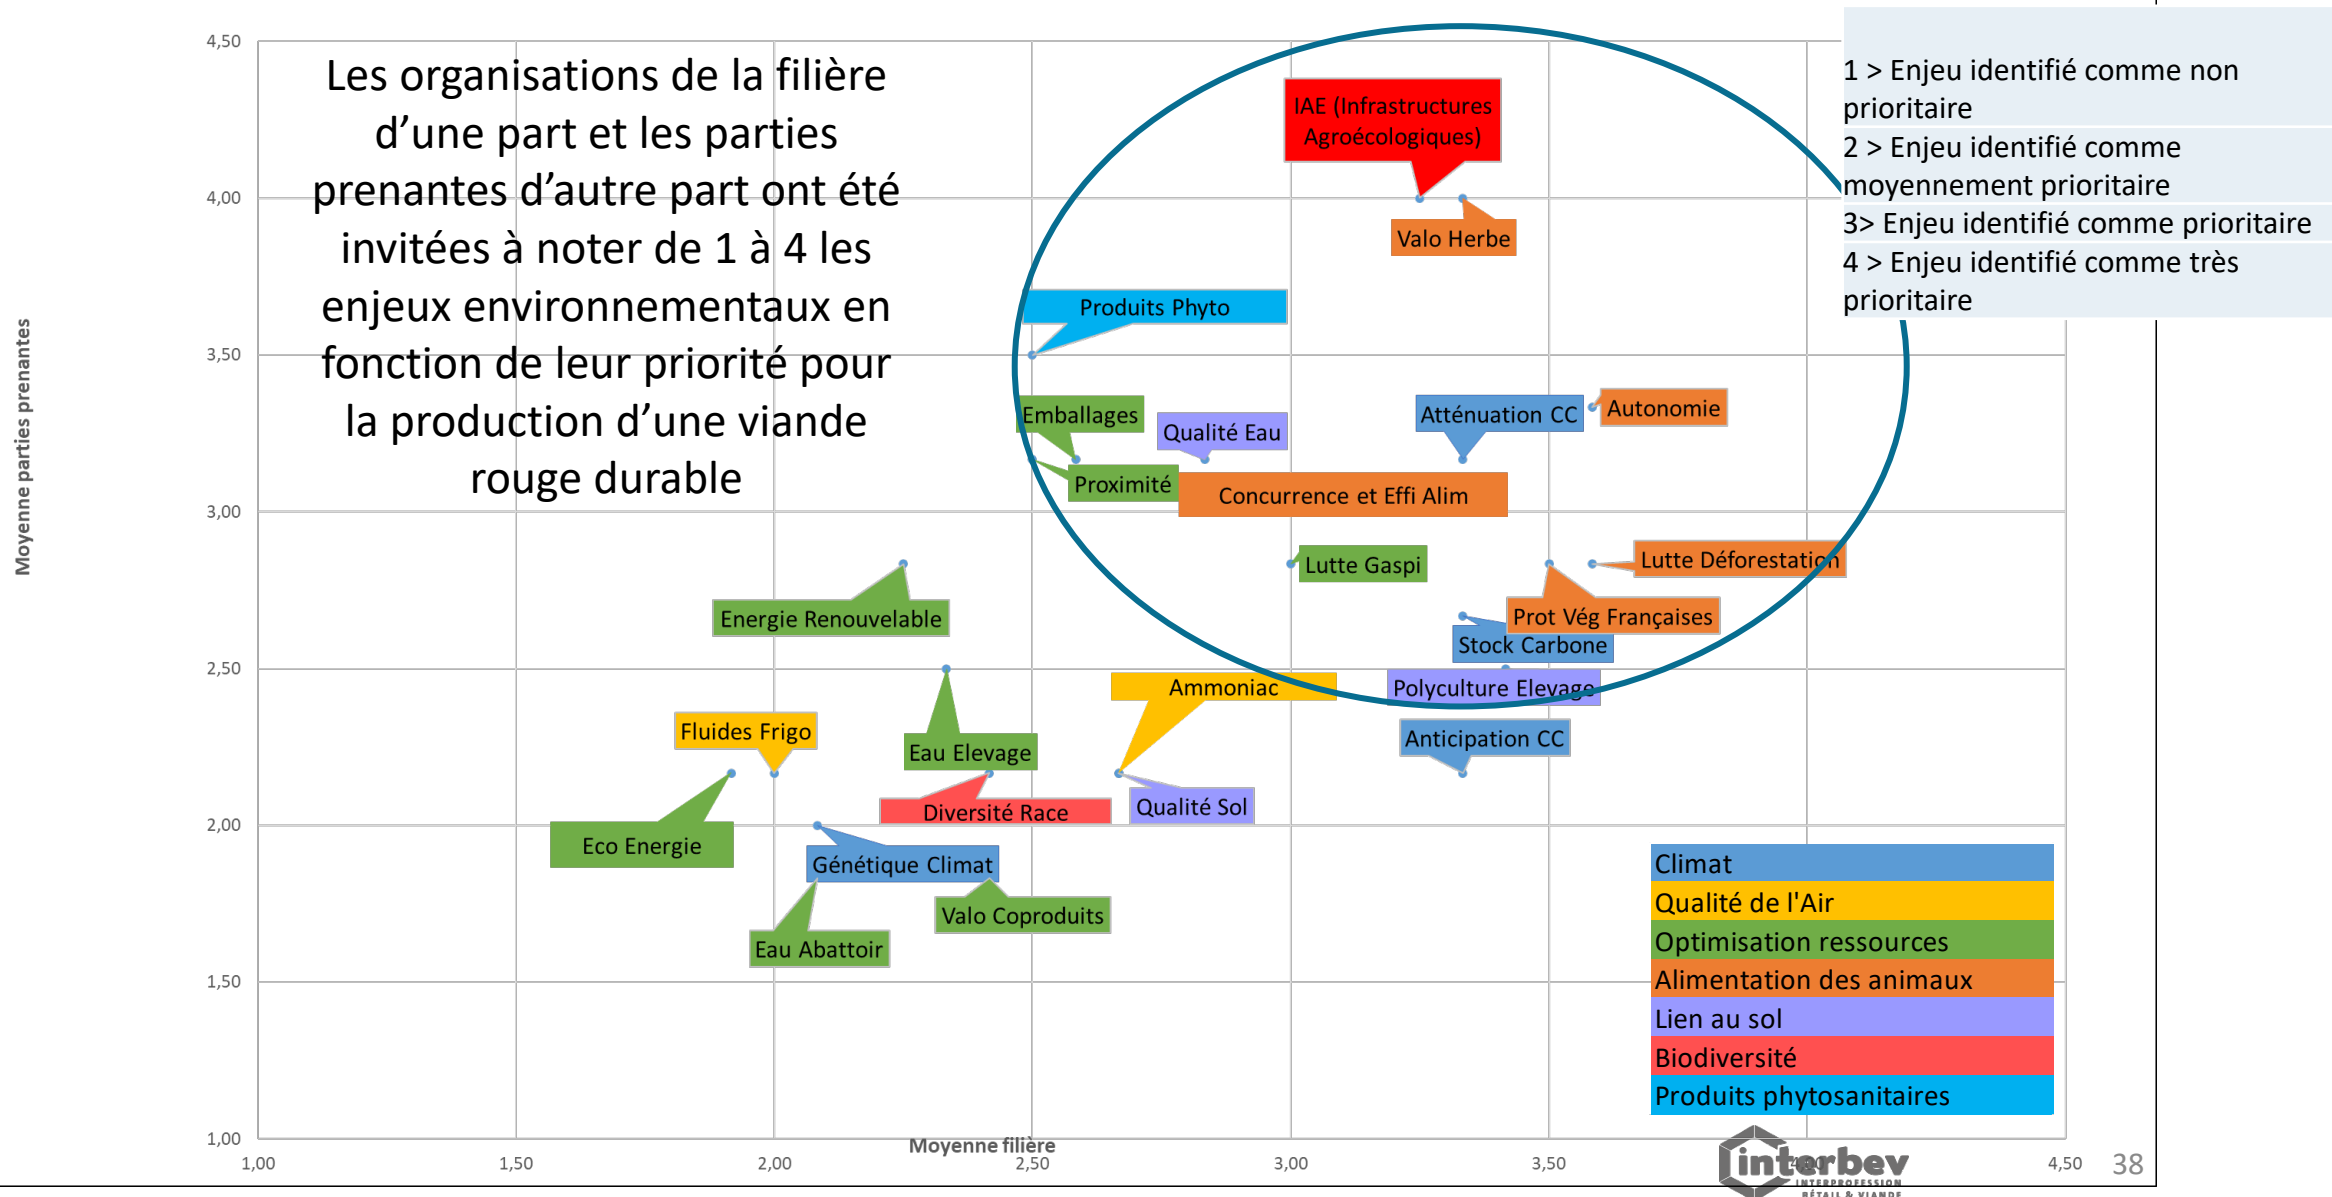 4,50
Les organisations de la filière
d’une part et les parties
prenantes d’autre part ont été
invitées à noter de 1 à 4 les
enjeux environnementaux en
fonction de leur priorité pour
la production d’une viande
rouge durable
1 > Enjeu identifié comme non
prioritaire
2 > Enjeu identifié comme
moyennement prioritaire
3> Enjeu identifié comme prioritaire
4 > Enjeu identifié comme très
prioritaire
IAE (Infrastructures
Agroécologiques)
4,00
Valo Herbe
Produits Phyto
3,50
Moyenne parties prenantes
Emballages
Qualité Eau
Atténuation CC
Autonomie
Proximité
Concurrence et Effi Alim
3,00
Lutte Gaspi
Lutte Déforestation
Energie Renouvelable
Prot Vég Françaises
Stock Carbone
2,50
Ammoniac
Polyculture Elevage
Fluides Frigo
Eau Elevage
Anticipation CC
Diversité Race
Qualité Sol
2,00
Eco Energie
Génétique Climat
Valo Coproduits
Eau Abattoir
1,50
Climat
Qualité de l'Air
Optimisation ressources
Alimentation des animaux
Lien au sol
Biodiversité
Produits phytosanitaires
1,00
Moyenne filière
1,00 1,50 2,00 2,50 3,00 3,50 4,00 4,50
interbev
INTERPROFESSION
BÉTAIL & VIANDE
38